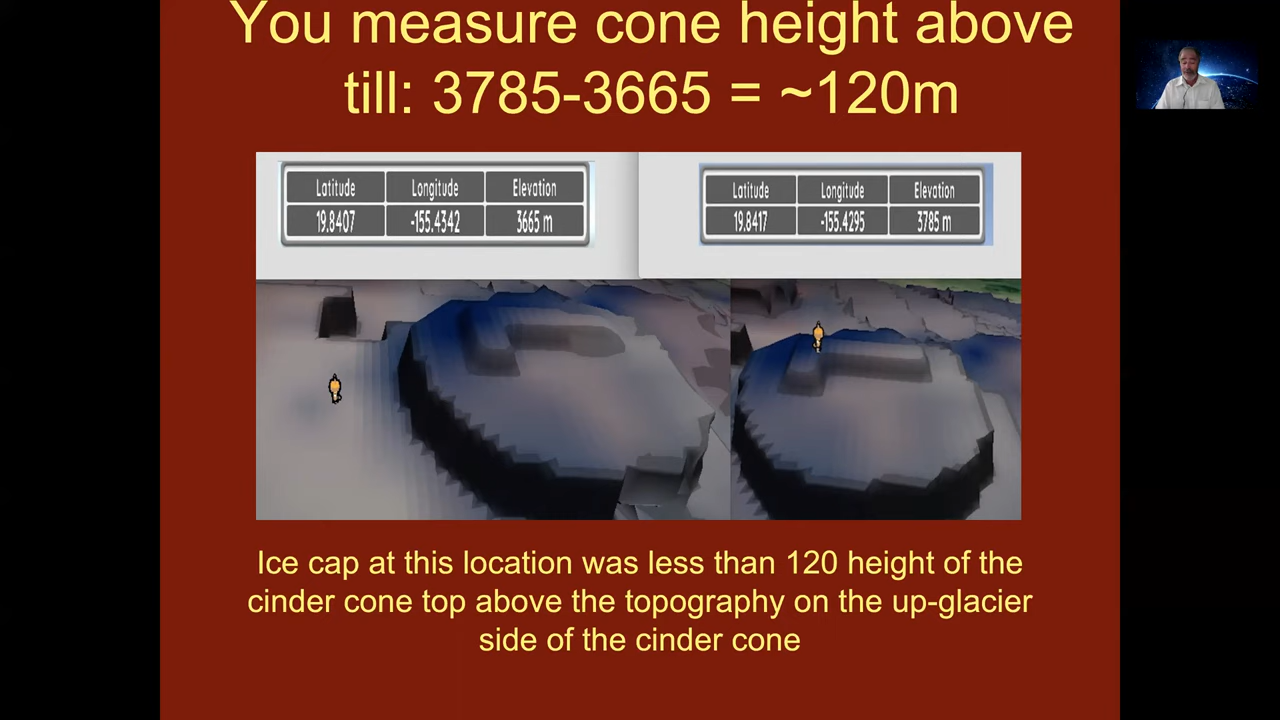 You measure cone height above
till: 3785-3665 = ~120m
Latitude Longitude Elevation
19.8407 -155.4342 3665 m
Latitude Longitude Elevation
19.8417 -155.4295 3785 m
Ice cap at this location was less than 120 height of the
cinder cone top above the topography on the up-glacier
side of the cinder cone